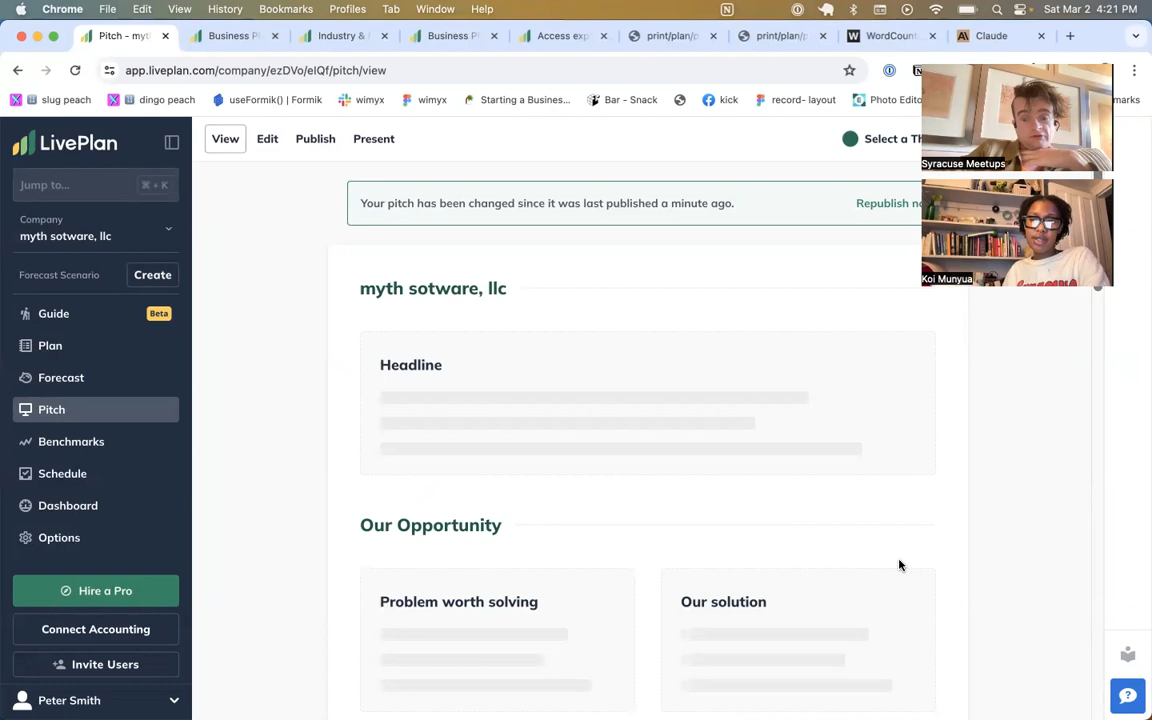 Chrome File Edit View History Bookmarks Profiles Tab Window Help Sat Mar 2 4:21 PM
Pitch - myt
Business Pl
Industry &
Business Pl
Access exp
print/plan/p
print/plan/p
WordCount
Claude
app.liveplan.com/company/ezDVo/elQf/pitch/view
slug peach
dingo peach
useFormik() | Formik
wimyx
wimyx
Starting a Busines...
Bar - Snack
kick
record- layout
Photo Edito
marks
LivePlan
View
Edit
Publish
Present
Select a Th
Jump to...
⌘ + K
Syracuse Meetups
Koi Munyua
Your pitch has been changed since it was last published a minute ago.
Republish no
Company
myth sotware, llc
Forecast Scenario
Create
Guide
Beta
Plan
Forecast
Pitch
Benchmarks
Schedule
Dashboard
Options
Hire a Pro
Connect Accounting
Invite Users
Peter Smith
myth sotware, llc
Headline
Our Opportunity
Problem worth solving
Our solution